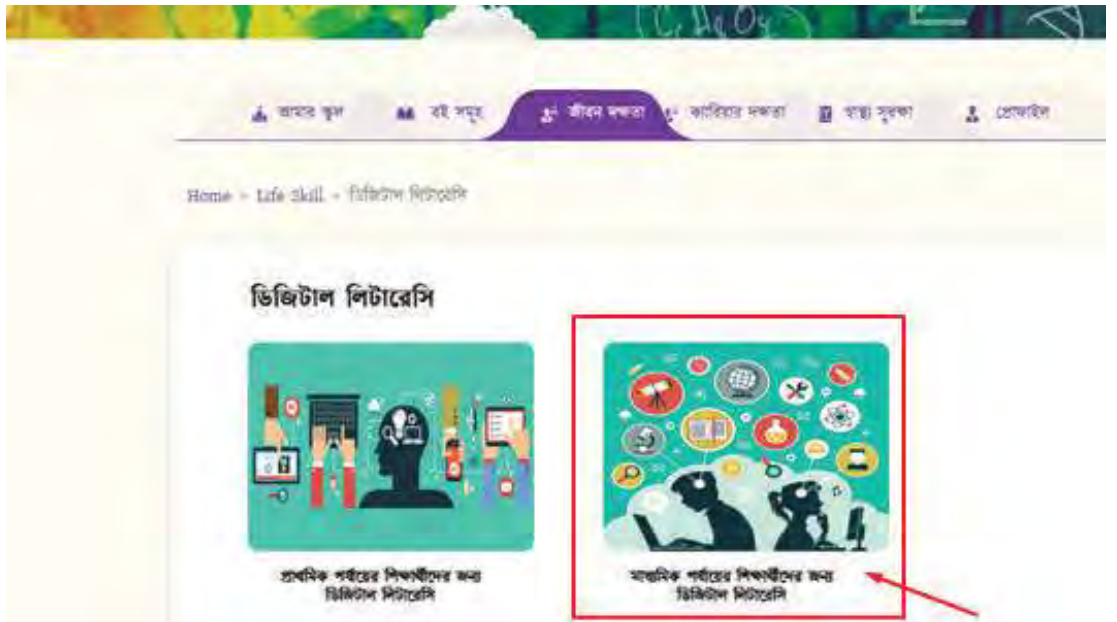 আমার স্কুল বই সমূহ জীবন দক্ষতা ক্যারিয়ার দক্ষতা স্বাস্থ্য সুরক্ষা প্রোফাইল
Home - Life Skill - ডিজিটাল লিটারেসি
ডিজিটাল লিটারেসি
প্রাথমিক পর্যায়ের শিক্ষার্থীদের জন্য
ডিজিটাল লিটারেসি
মাধ্যমিক পর্যায়ের শিক্ষার্থীদের জন্য
ডিজিটাল লিটারেসি